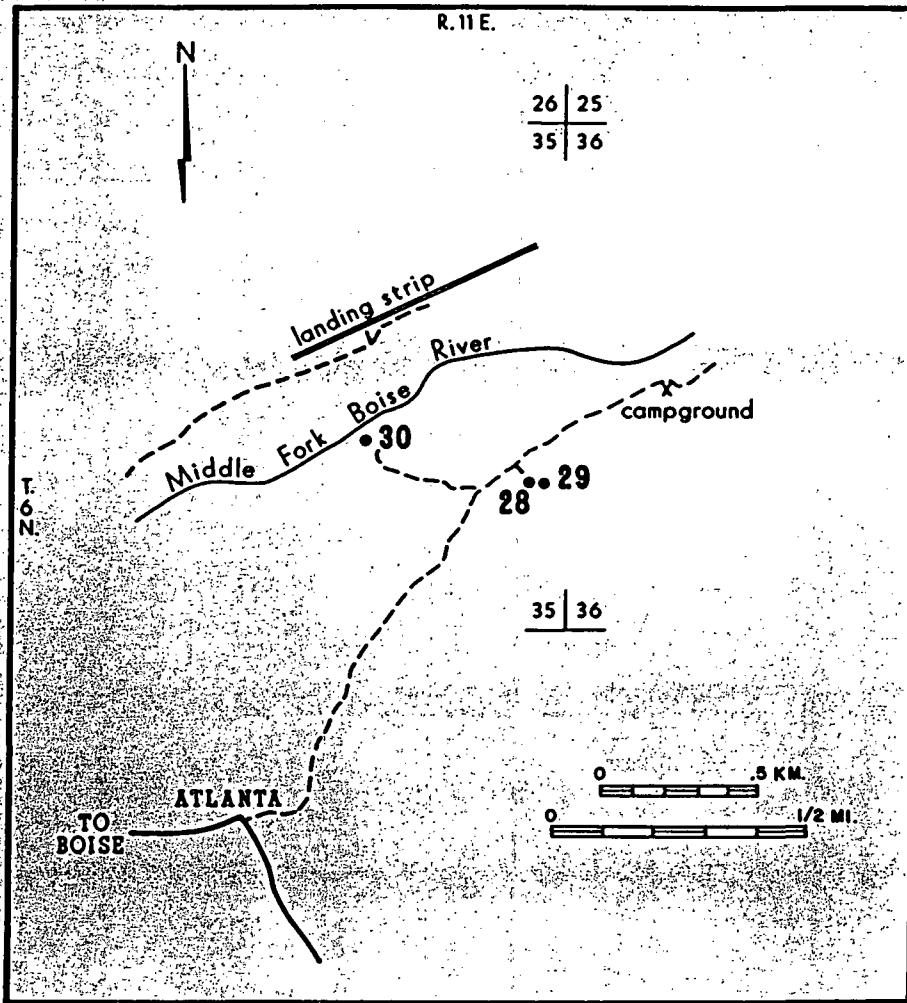 R. 11 E.
N
26 25
35 36
landing strip
Middle Fork Boise River
campground
30
28 29
T.
6
N.
35 36
0 .5 KM.
0 1/2 MI.
ATLANTA
TO
BOISE